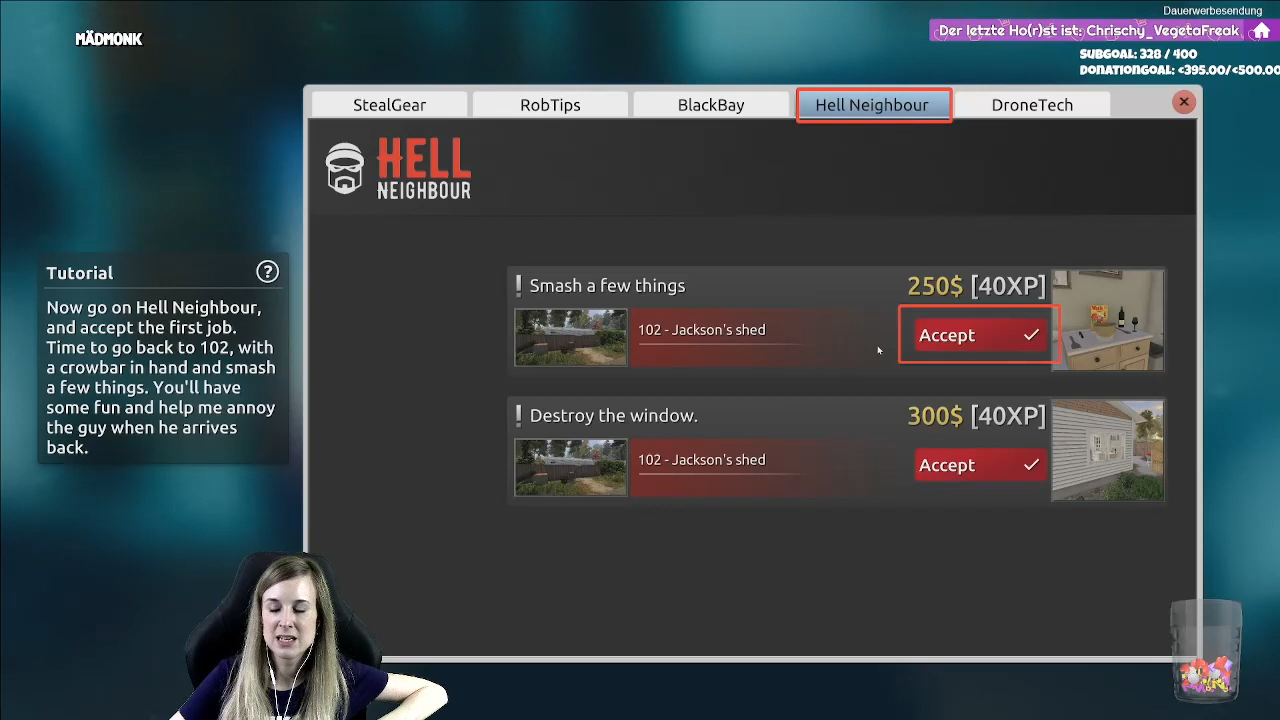 Dauerwerbesendung
Der letzte Ho(r)st ist: Chrischy_VegetaFreak
MÄDMONK
SUBGOAL: 328 / 400
DONATIONGOAL: €395.00/€500.00
StealGear
RobTips
BlackBay
Hell Neighbour
DroneTech
HELL
NEIGHBOUR
Tutorial
?
Now go on Hell Neighbour,
and accept the first job.
Time to go back to 102, with
a crowbar in hand and smash
a few things. You'll have
some fun and help me annoy
the guy when he arrives
back.
! Smash a few things
250$ [40XP]
102 - Jackson's shed
Accept
! Destroy the window.
300$ [40XP]
102 - Jackson's shed
Accept